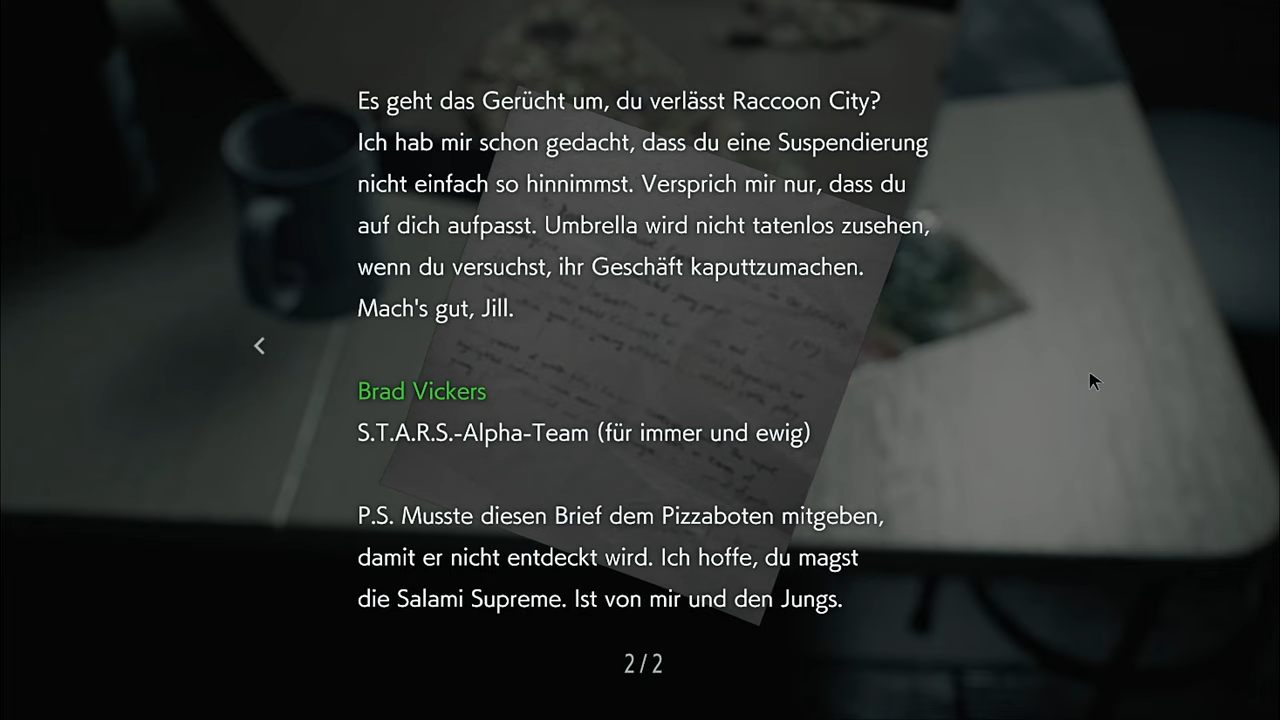 Es geht das Gerücht um, du verlässt Raccoon City?
Ich hab mir schon gedacht, dass du eine Suspendierung
nicht einfach so hinnimmst. Versprich mir nur, dass du
auf dich aufpasst. Umbrella wird nicht tatenlos zusehen,
wenn du versuchst, ihr Geschäft kaputtzumachen.
Mach's gut, Jill.
Brad Vickers
S.T.A.R.S.-Alpha-Team (für immer und ewig)
P.S. Musste diesen Brief dem Pizzaboten mitgeben,
damit er nicht entdeckt wird. Ich hoffe, du magst
die Salami Supreme. Ist von mir und den Jungs.
2/2